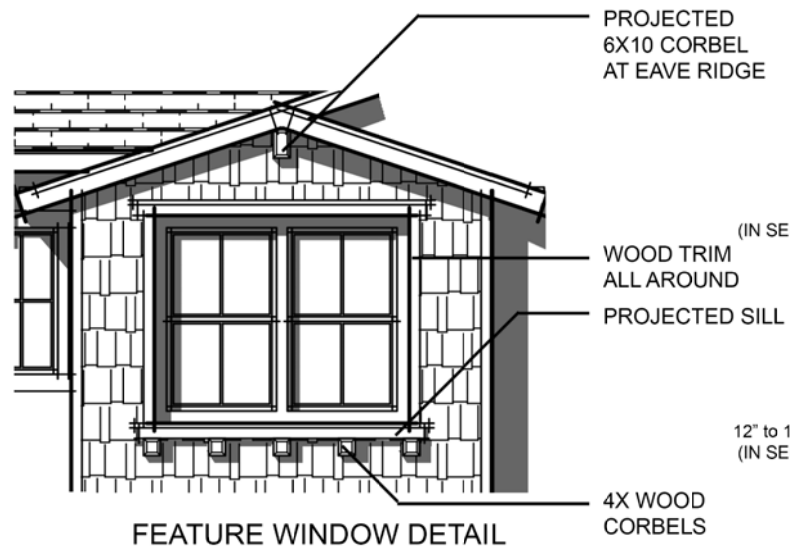 PROJECTED
6X10 CORBEL
AT EAVE RIDGE
(IN SE
WOOD TRIM
ALL AROUND
PROJECTED SILL
12" to 1
(IN SE
4X WOOD
CORBELS
FEATURE WINDOW DETAIL